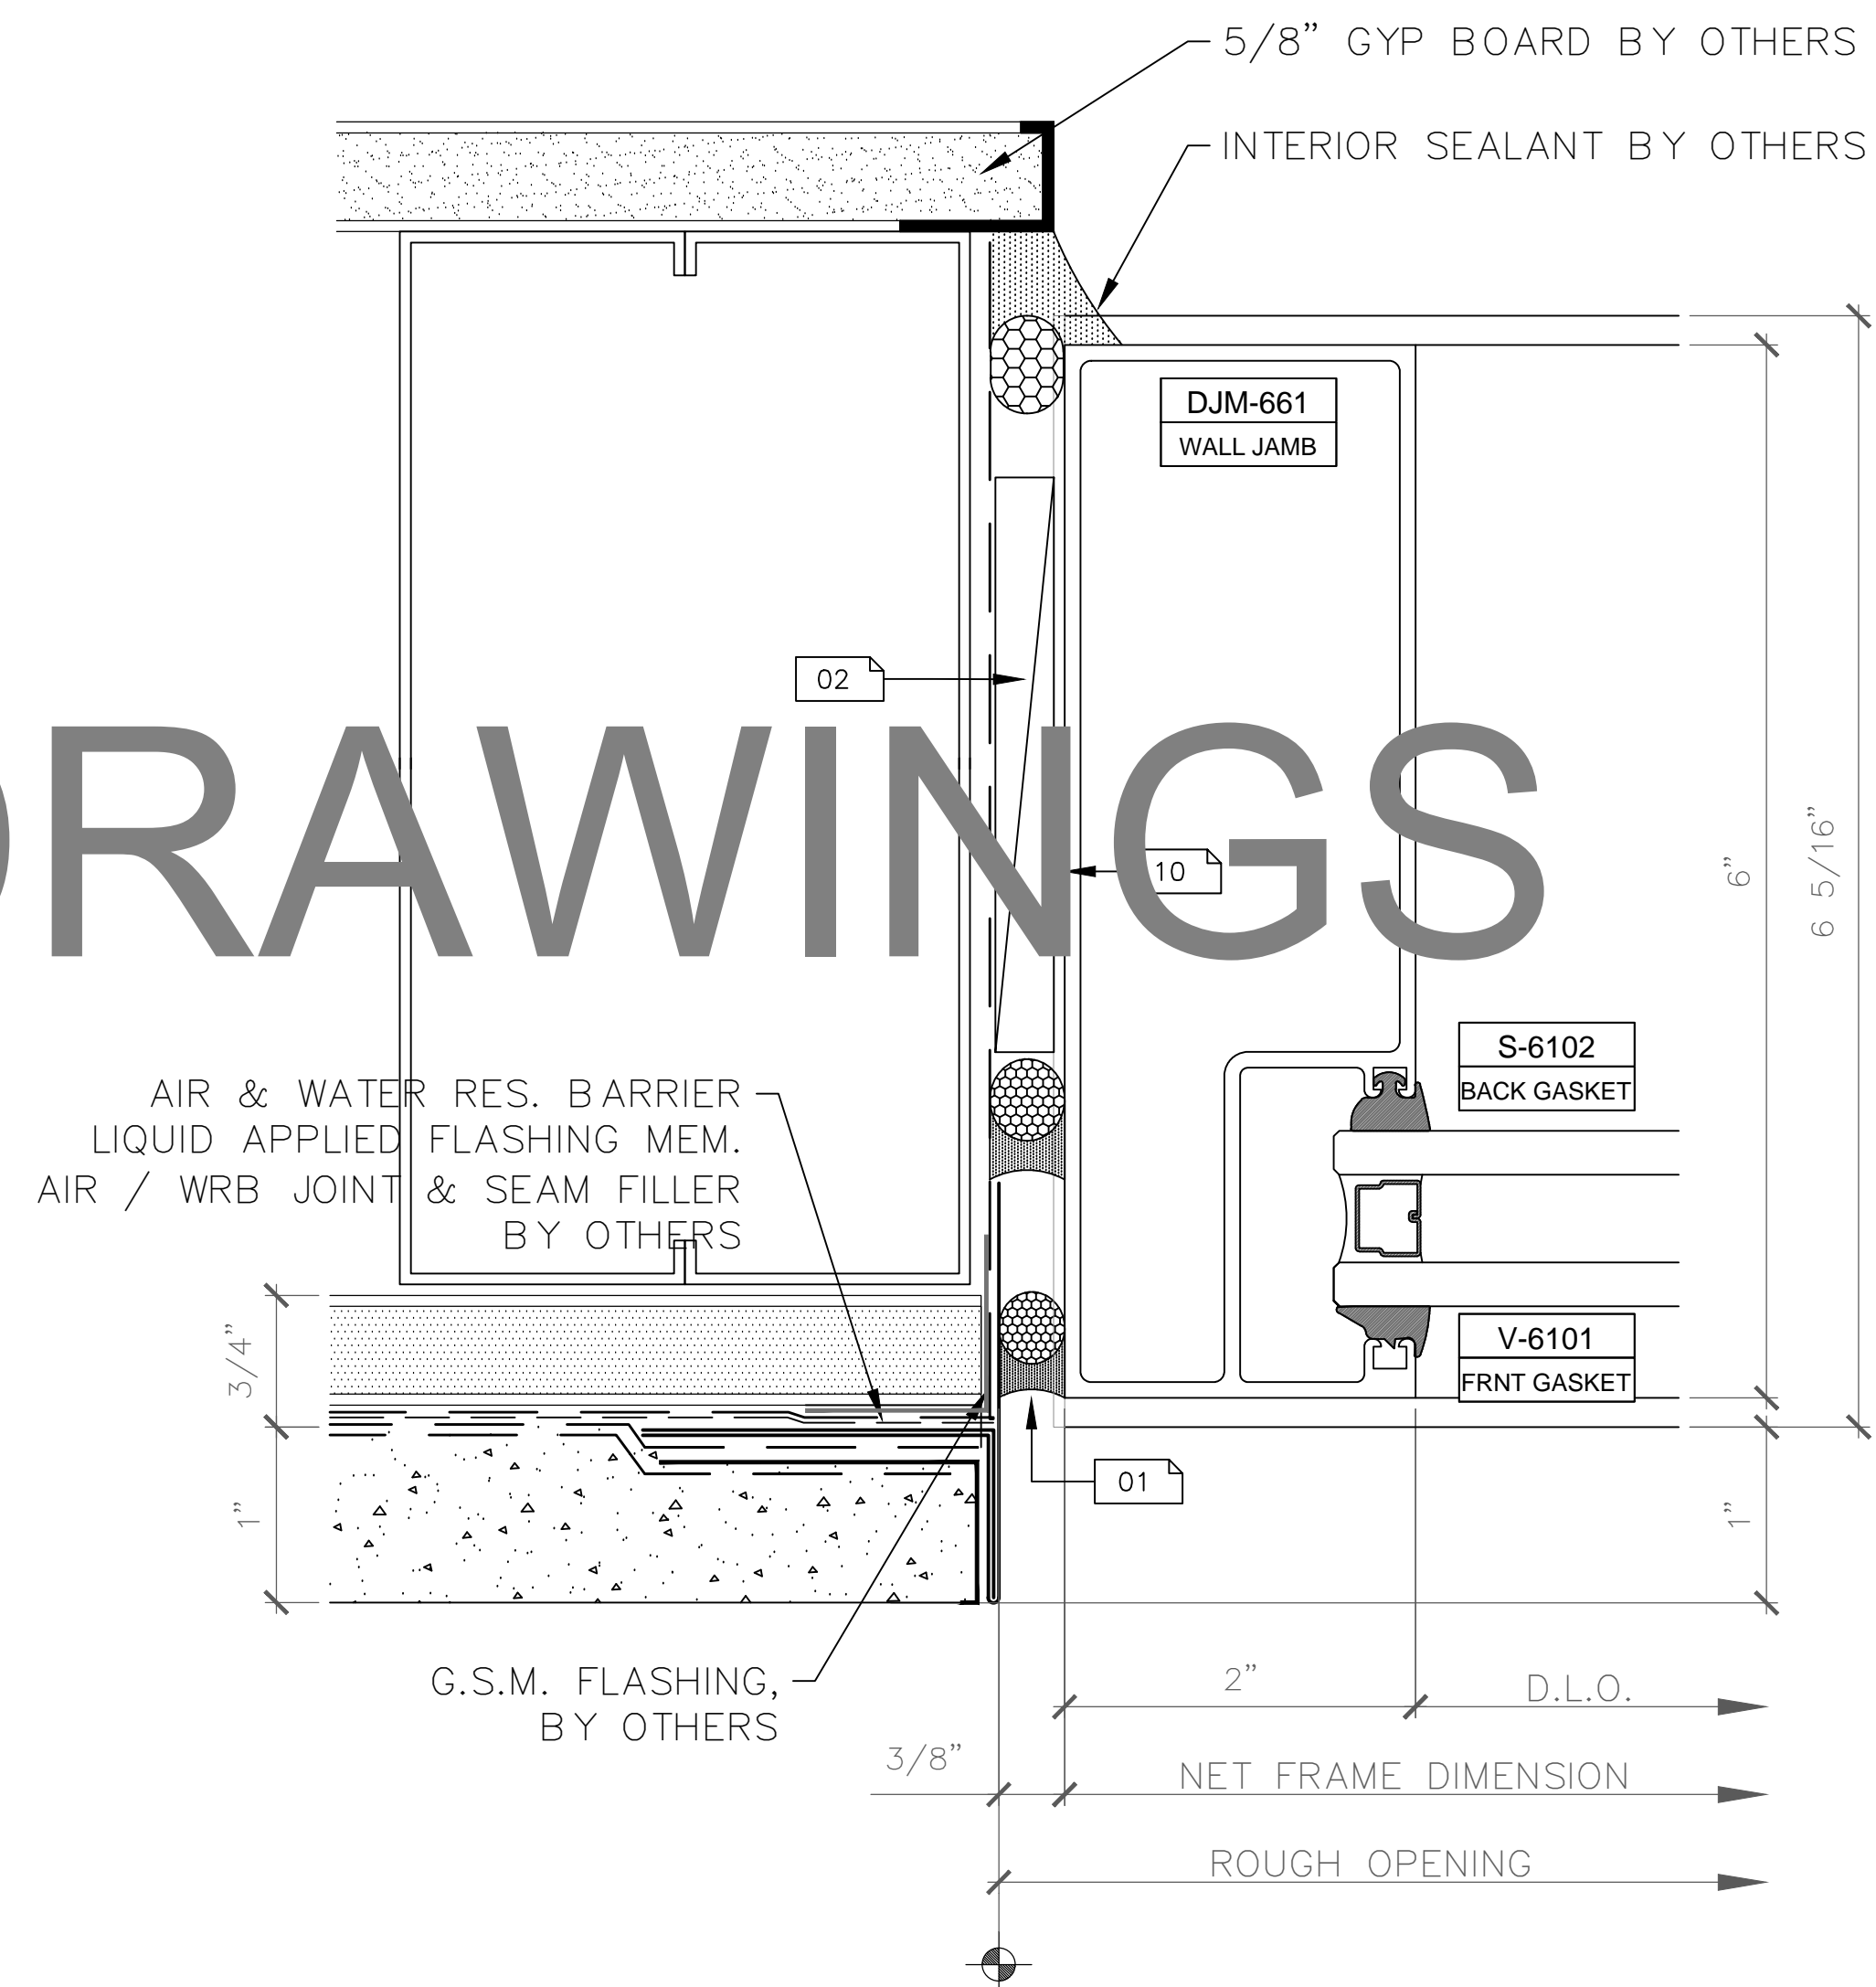 5/8” GYP BOARD BY OTHERS
INTERIOR SEALANT BY OTHERS
DJM-661
WALL JAMB
02
RAWINGS
10
6”
6 5/16”
S-6102
BACK GASKET
AIR & WATER RES. BARRIER
LIQUID APPLIED FLASHING MEM.
AIR / WRB JOINT & SEAM FILLER
BY OTHERS
3/4”
V-6101
FRNT GASKET
01
1”
1”
G.S.M. FLASHING,
BY OTHERS
2”
D.L.O.
3/8”
NET FRAME DIMENSION
ROUGH OPENING